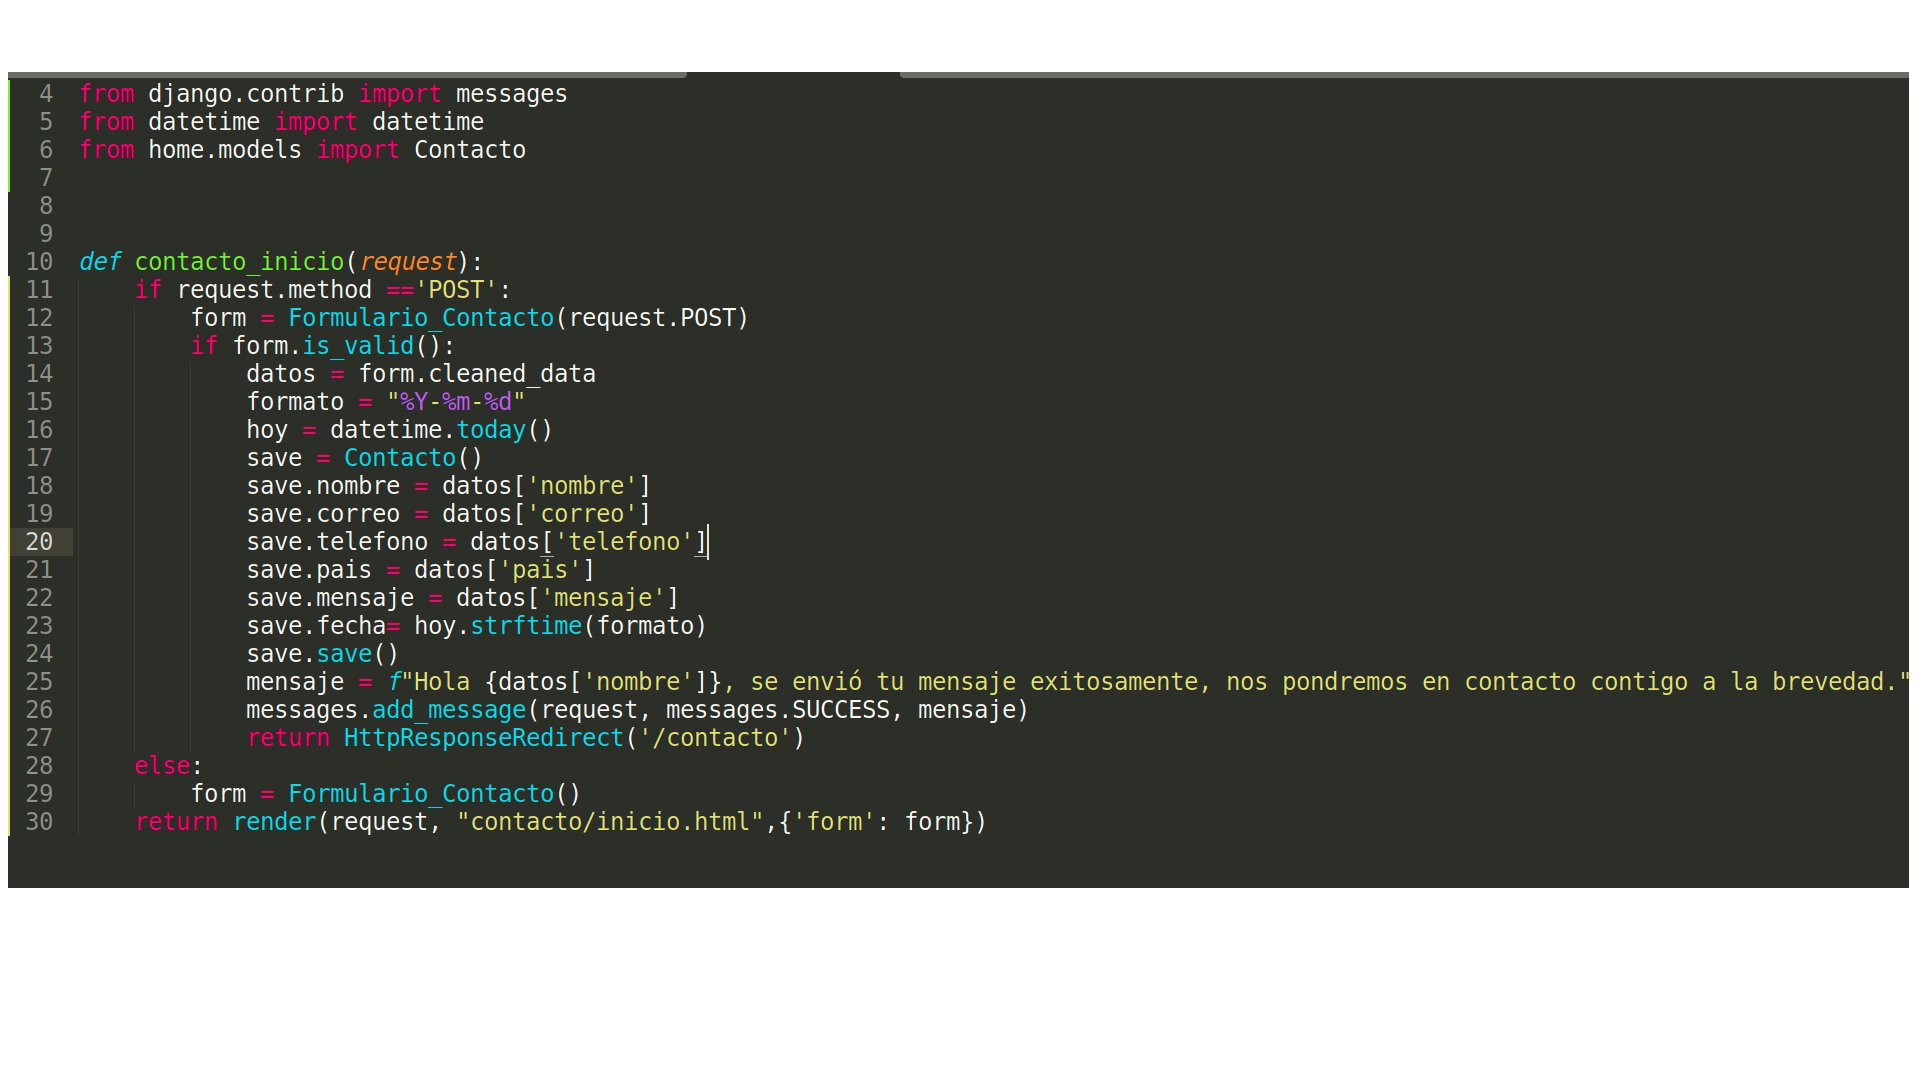 4 from django.contrib import messages
5 from datetime import datetime
6 from home.models import Contacto
7
8
9
10 def contacto_inicio(request):
11     if request.method =='POST':
12         form = Formulario_Contacto(request.POST)
13         if form.is_valid():
14             datos = form.cleaned_data
15             formato = "%Y-%m-%d"
16             hoy = datetime.today()
17             save = Contacto()
18             save.nombre = datos['nombre']
19             save.correo = datos['correo']
20             save.telefono = datos['telefono']
21             save.pais = datos['pais']
22             save.mensaje = datos['mensaje']
23             save.fecha= hoy.strftime(formato)
24             save.save()
25             mensaje = f"Hola {datos['nombre']}, se envió tu mensaje exitosamente, nos pondremos en contacto contigo a la brevedad."
26             messages.add_message(request, messages.SUCCESS, mensaje)
27             return HttpResponseRedirect('/contacto')
28     else:
29         form = Formulario_Contacto()
30     return render(request, "contacto/inicio.html",{'form': form})